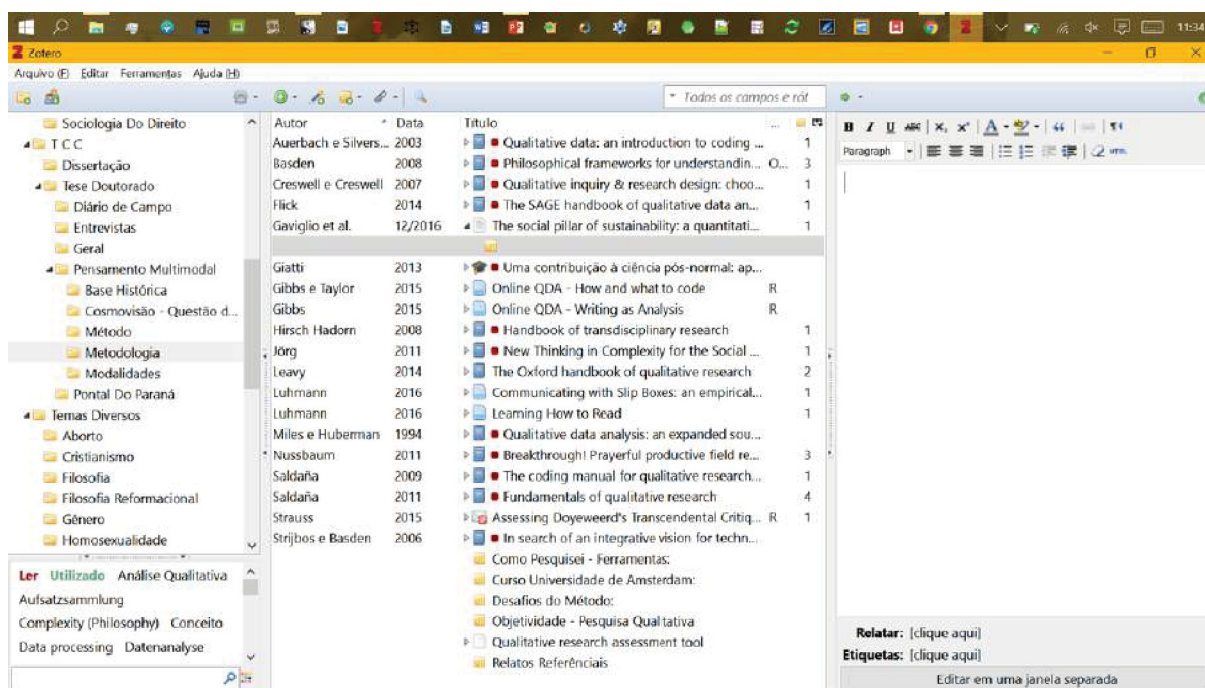 11:34
Zotero
Arquivo (F) Editar Ferramentas Ajuda (H)
Todos os campos e rót
Sociologia Do Direito
T C C
Dissertação
Tese Doutorado
Diário de Campo
Entrevistas
Geral
Pensamento Multimodal
Base Histórica
Cosmovisão - Questão d...
Método
Metodologia
Modalidades
Pontal Do Paraná
Temas Diversos
Aborto
Cristianismo
Filosofia
Filosofia Reformacional
Gênero
Homosexualidade
Ler Utilizado Análise Qualitativa
Aufsatzsammlung
Complexity (Philosophy) Conceito
Data processing Datenanalyse
Autor Data Título ...
Auerbach e Silvers... 2003 Qualitative data: an introduction to coding ... 1
Basden 2008 Philosophical frameworks for understandin... O... 3
Creswell e Creswell 2007 Qualitative inquiry & research design: choo... 1
Flick 2014 The SAGE handbook of qualitative data an... 1
Gaviglio et al. 12/2016 The social pillar of sustainability: a quantitati... 1
Giatti 2013 Uma contribuição à ciência pós-normal: ap...
Gibbs e Taylor 2015 Online QDA - How and what to code R
Gibbs 2015 Online QDA - Writing as Analysis R
Hirsch Hadorn 2008 Handbook of transdisciplinary research 1
Jörg 2011 New Thinking in Complexity for the Social ... 1
Leavy 2014 The Oxford handbook of qualitative research 2
Luhmann 2016 Communicating with Slip Boxes: an empirical... 1
Luhmann 2016 Learning How to Read 1
Miles e Huberman 1994 Qualitative data analysis: an expanded sou...
Nussbaum 2011 Breakthrough! Prayerful productive field re... 3
Saldaña 2009 The coding manual for qualitative research... 1
Saldaña 2011 Fundamentals of qualitative research 4
Strauss 2015 Assessing Doyeweerd's Transcendental Critiq... R 1
Strijbos e Basden 2006 In search of an integrative vision for techn...
Como Pesquisei - Ferramentas:
Curso Universidade de Amsterdam:
Desafios do Método:
Objetividade - Pesquisa Qualitativa
Qualitative research assessment tool
Relatos Referênciais
B I U ABC X, x' A
Paragraph HTML
Relatar: [clique aqui]
Etiquetas: [clique aqui]
Editar em uma janela separada